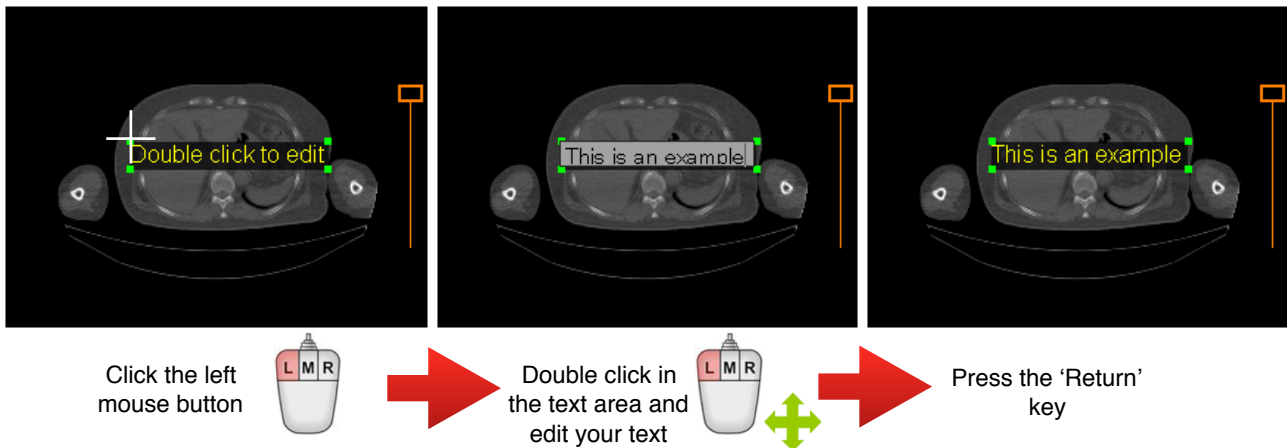 Double click to edit
This is an example
This is an example
Click the left
mouse button
L M R
Double click in
the text area and
edit your text
L M R
Press the ‘Return’
key